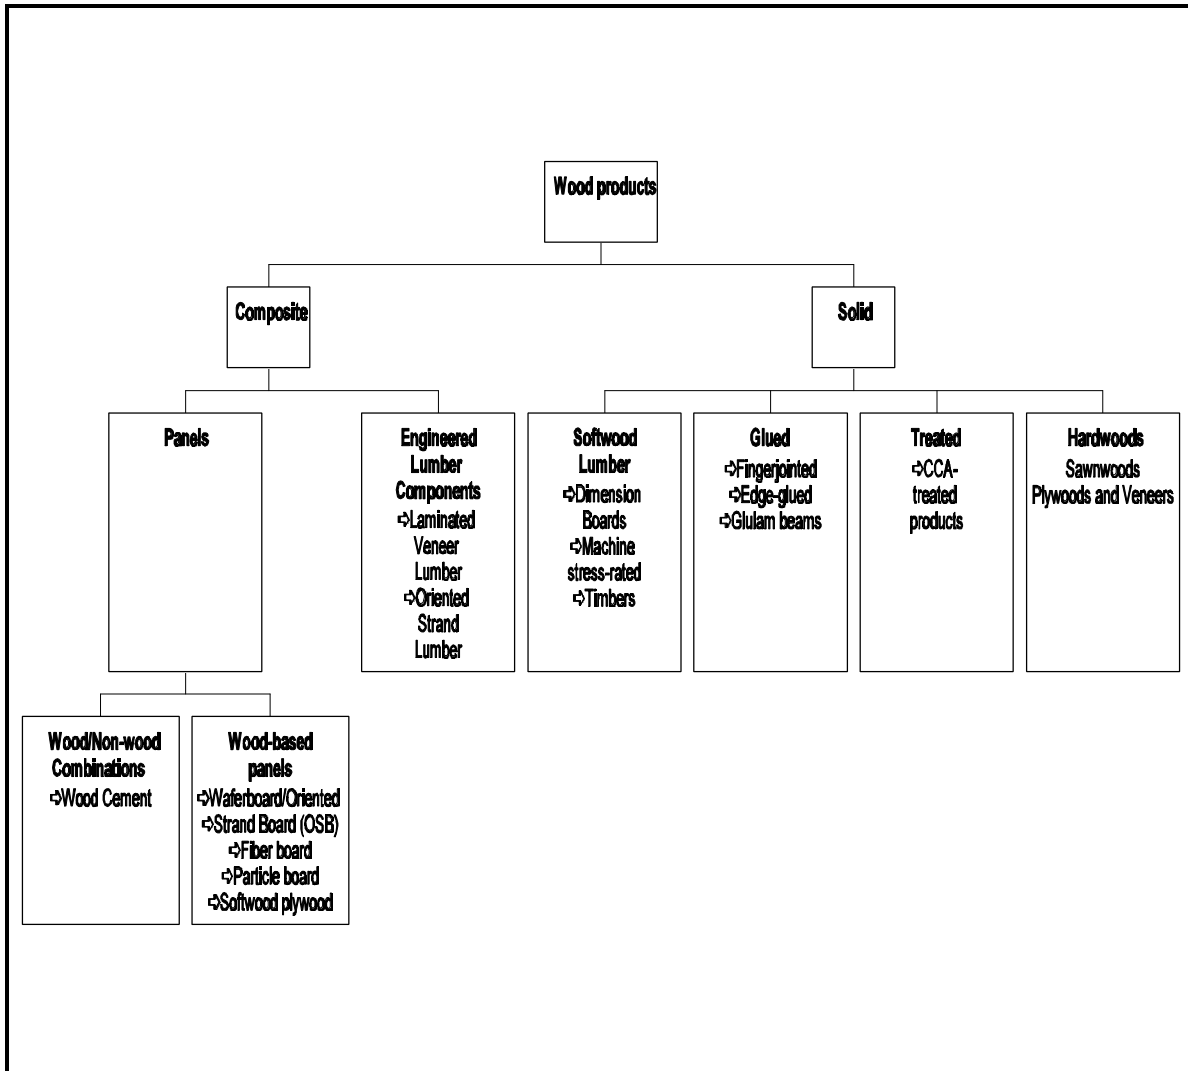 Wood products
Composite
Solid
Panels
Engineered
Lumber
Components
⇨Laminated
Veneer
Lumber
⇨Oriented
Strand
Lumber
Softwood
Lumber
⇨Dimension
Boards
⇨Machine
stress-rated
⇨Timbers
Glued
⇨Fingerjointed
⇨Edge-glued
⇨Glulam beams
Treated
⇨CCA-
treated
products
Hardwoods
Sawnwoods
Plywoods and Veneers
Wood/Non-wood
Combinations
⇨Wood Cement
Wood-based
panels
⇨Waferboard/Oriented
⇨Strand Board (OSB)
⇨Fiber board
⇨Particle board
⇨Softwood plywood